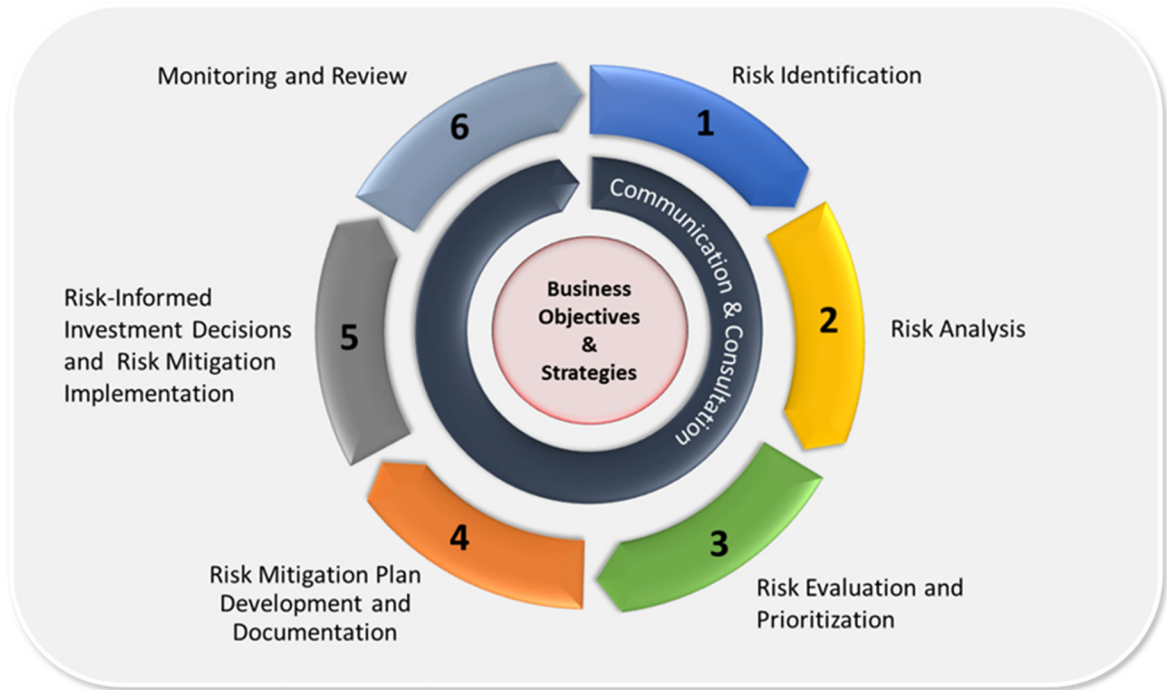 Monitoring and Review
Risk Identification
6
1
Communication & Consultation
Business
Objectives
&
Strategies
2
Risk Analysis
5
Risk-Informed
Investment Decisions
and Risk Mitigation
Implementation
4
3
Risk Mitigation Plan
Development and
Documentation
Risk Evaluation and
Prioritization